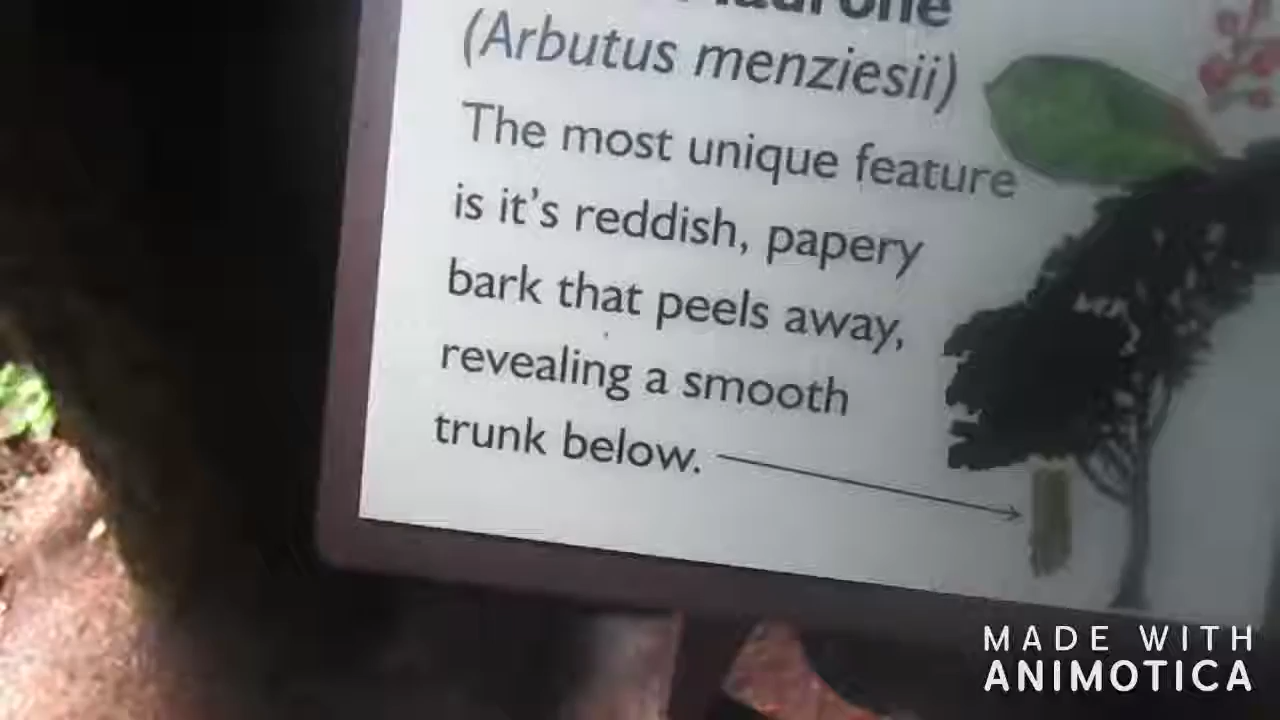 (Arbutus menziesii)
The most unique feature
is it's reddish, papery
bark that peels away,
revealing a smooth
trunk below.
MADE WITH
ANIMOTICA